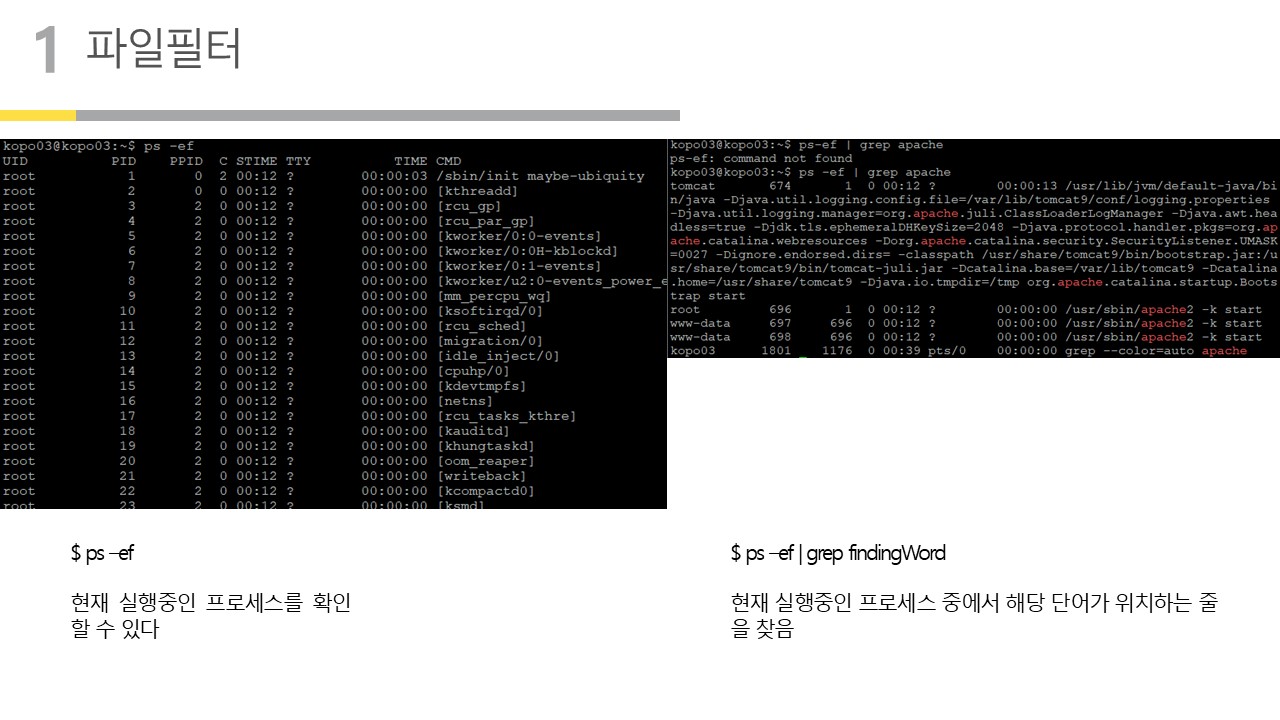 1 파일필터
kopo03@kopo03:~$ ps -ef
UID PID PPID C STIME TTY TIME CMD
root 1 0 2 00:12 ? 00:00:03 /sbin/init maybe-ubiquity
root 2 0 0 00:12 ? 00:00:00 [kthreadd]
root 3 2 0 00:12 ? 00:00:00 [rcu_gp]
root 4 2 0 00:12 ? 00:00:00 [rcu_par_gp]
root 5 2 0 00:12 ? 00:00:00 [kworker/0:0-events]
root 6 2 0 00:12 ? 00:00:00 [kworker/0:0H-kblockd]
root 7 2 0 00:12 ? 00:00:00 [kworker/0:1-events]
root 8 2 0 00:12 ? 00:00:00 [kworker/u2:0-events_power_e
root 9 2 0 00:12 ? 00:00:00 [mm_percpu_wq]
root 10 2 0 00:12 ? 00:00:00 [ksoftirqd/0]
root 11 2 0 00:12 ? 00:00:00 [rcu_sched]
root 12 2 0 00:12 ? 00:00:00 [migration/0]
root 13 2 0 00:12 ? 00:00:00 [idle_inject/0]
root 14 2 0 00:12 ? 00:00:00 [cpuhp/0]
root 15 2 0 00:12 ? 00:00:00 [kdevtmpfs]
root 16 2 0 00:12 ? 00:00:00 [netns]
root 17 2 0 00:12 ? 00:00:00 [rcu_tasks_kthre]
root 18 2 0 00:12 ? 00:00:00 [kauditd]
root 19 2 0 00:12 ? 00:00:00 [khungtaskd]
root 20 2 0 00:12 ? 00:00:00 [oom_reaper]
root 21 2 0 00:12 ? 00:00:00 [writeback]
root 22 2 0 00:12 ? 00:00:00 [kcompactd0]
root 23 2 0 00:12 ? 00:00:00 [ksmd]
kopo03@kopo03:~$ ps-ef | grep apache
ps-ef: command not found
kopo03@kopo03:~$ ps -ef | grep apache
tomcat 674 1 0 00:12 ? 00:00:13 /usr/lib/jvm/default-java/bi
n/java -Djava.util.logging.config.file=/var/lib/tomcat9/conf/logging.properties
-Djava.util.logging.manager=org.apache.juli.ClassLoaderLogManager -Djava.awt.hea
dless=true -Djdk.tls.ephemeralDHKeySize=2048 -Djava.protocol.handler.pkgs=org.ap
ache.catalina.webresources -Dorg.apache.catalina.security.SecurityListener.UMASK
=0027 -Dignore.endorsed.dirs= -classpath /usr/share/tomcat9/bin/bootstrap.jar:/u
sr/share/tomcat9/bin/tomcat-juli.jar -Dcatalina.base=/var/lib/tomcat9 -Dcatalina
.home=/usr/share/tomcat9 -Djava.io.tmpdir=/tmp org.apache.catalina.startup.Boots
trap start
root 696 1 0 00:12 ? 00:00:00 /usr/sbin/apache2 -k start
www-data 697 696 0 00:12 ? 00:00:00 /usr/sbin/apache2 -k start
www-data 698 696 0 00:12 ? 00:00:00 /usr/sbin/apache2 -k start
kopo03 1801 1176 0 00:39 pts/0 00:00:00 grep --color=auto apache
$ ps –ef
현재 실행중인 프로세스를 확인
할 수 있다
$ ps –ef | grep findingWord
현재 실행중인 프로세스 중에서 해당 단어가 위치하는 줄
을 찾음